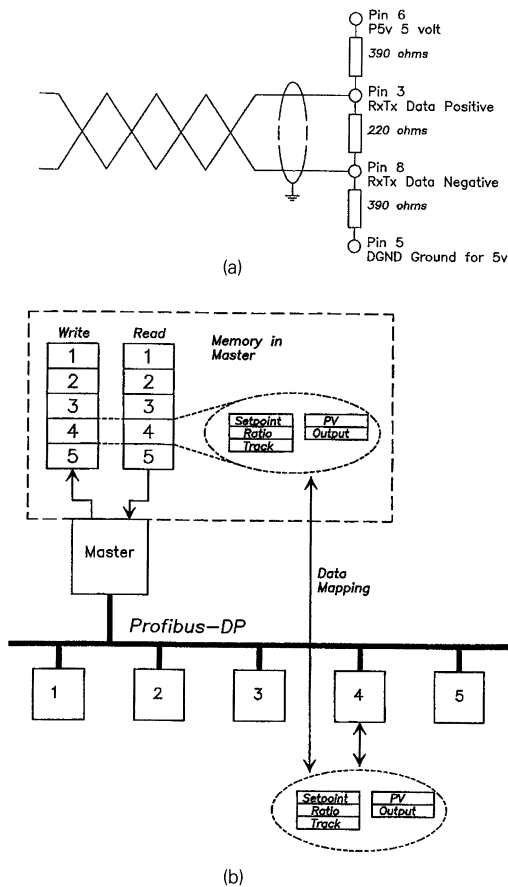 Pin 6
P5v 5 volt
390 ohms
Pin 3
RxTx Data Positive
220 ohms
Pin 8
RxTx Data Negative
390 ohms
Pin 5
DGND Ground for 5v
(a)
Write Read
Memory in
Master
1 1
2 2
3 3
4 4
5 5
Setpoint PV
Ratio Output
Track
Master
Data
Mapping
Profibus-DP
1 2 3 4 5
Setpoint PV
Ratio Output
Track
(b)